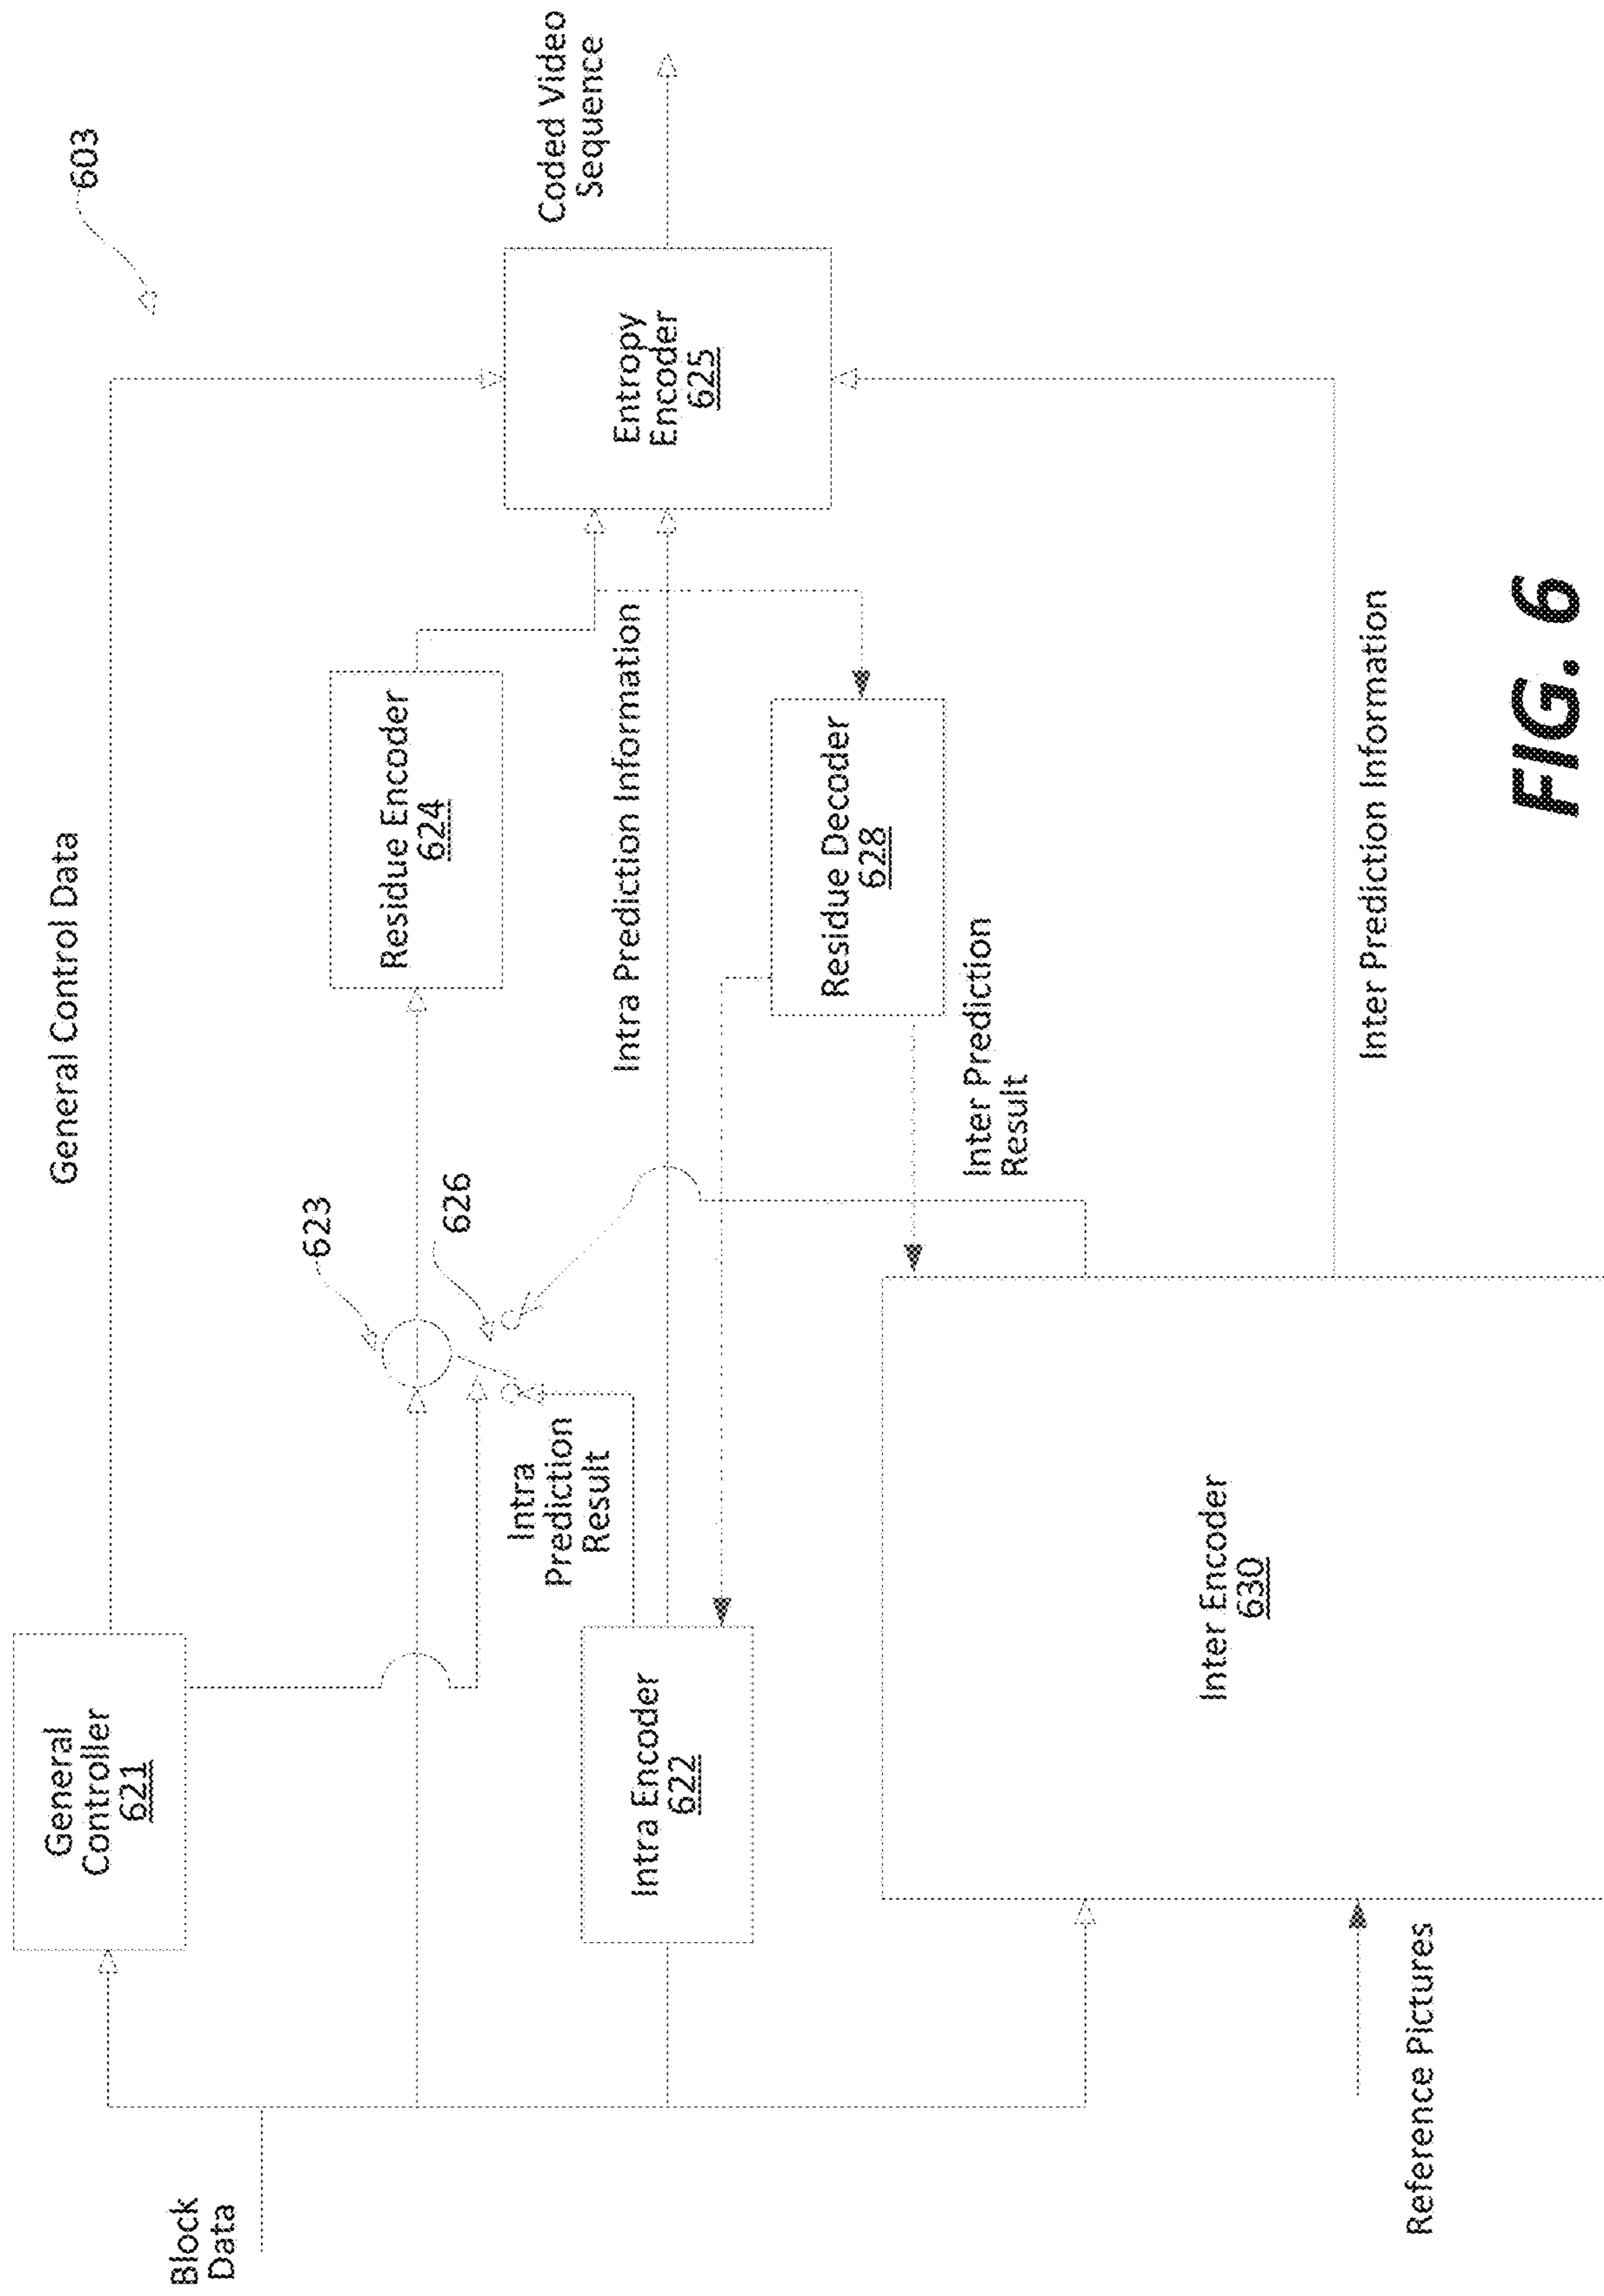 603
General Control Data
Coded Video
Sequence
General
Controller
621
623
626
Residue Encoder
624
Entropy
Encoder
625
Block
Data
Intra
Prediction
Result
Intra Prediction Information
Intra Encoder
622
Residue Decoder
628
Inter Prediction
Result
Inter Encoder
630
Inter Prediction Information
Reference Pictures
FIG. 6